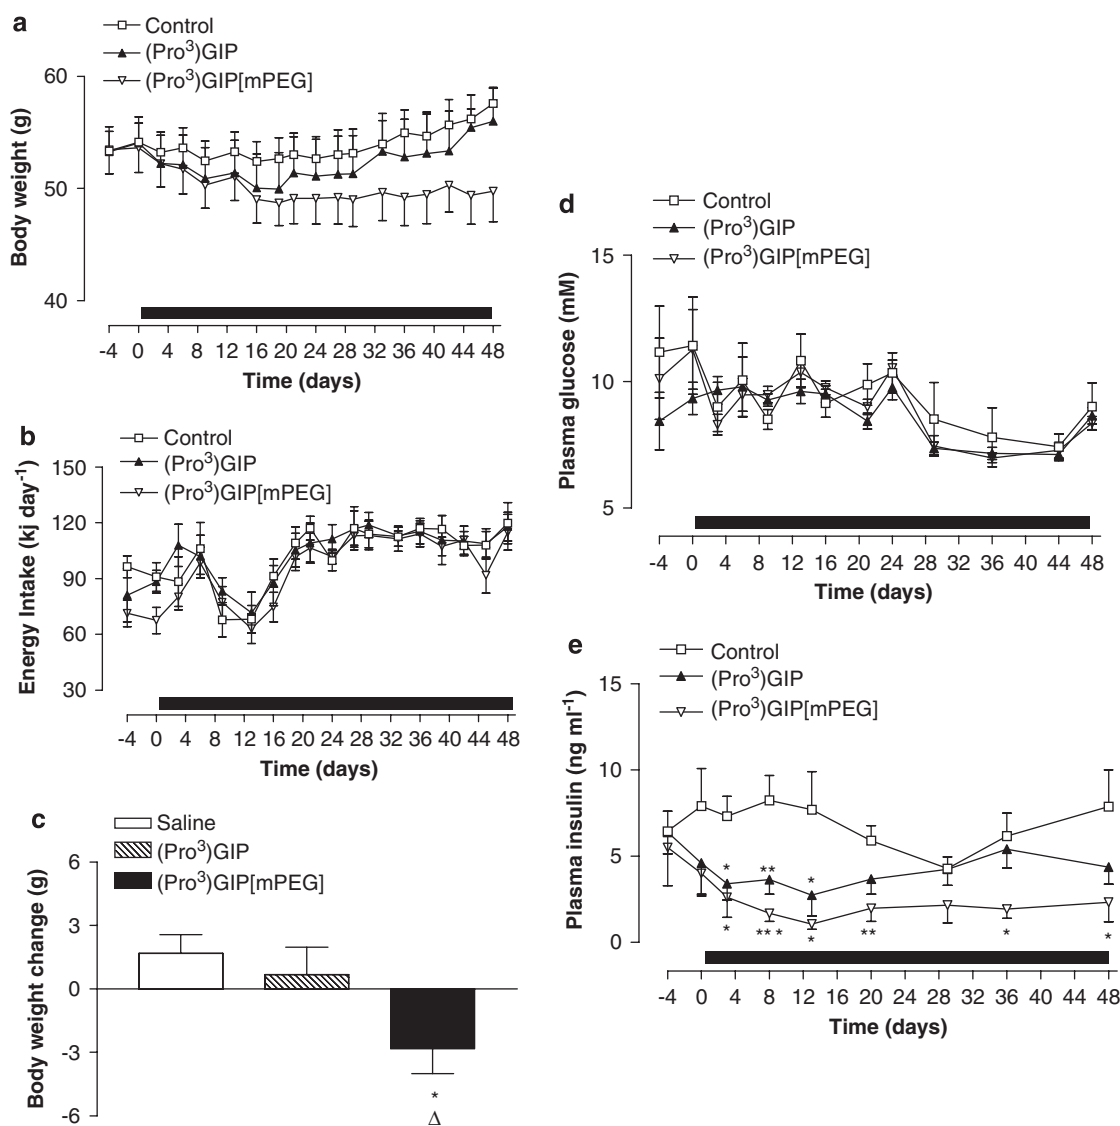 a
Control
(Pro³)GIP
(Pro³)GIP[mPEG]
60
50
40
Body weight (g)
-4 0 4 8 12 16 20 24 28 32 36 40 44 48
Time (days)
b
Control
(Pro³)GIP
(Pro³)GIP[mPEG]
150
120
90
60
30
Energy Intake (kj day⁻¹)
-4 0 4 8 12 16 20 24 28 32 36 40 44 48
Time (days)
c
Saline
(Pro³)GIP
(Pro³)GIP[mPEG]
6
3
0
-3
-6
Body weight change (g)
*
Δ
d
Control
(Pro³)GIP
(Pro³)GIP[mPEG]
15
10
5
Plasma glucose (mM)
-4 0 4 8 12 16 20 24 28 32 36 40 44 48
Time (days)
e
Control
(Pro³)GIP
(Pro³)GIP[mPEG]
15
10
5
0
Plasma insulin (ng ml⁻¹)
* ** *
* *** * ** * *
-4 0 4 8 12 16 20 24 28 32 36 40 44 48
Time (days)